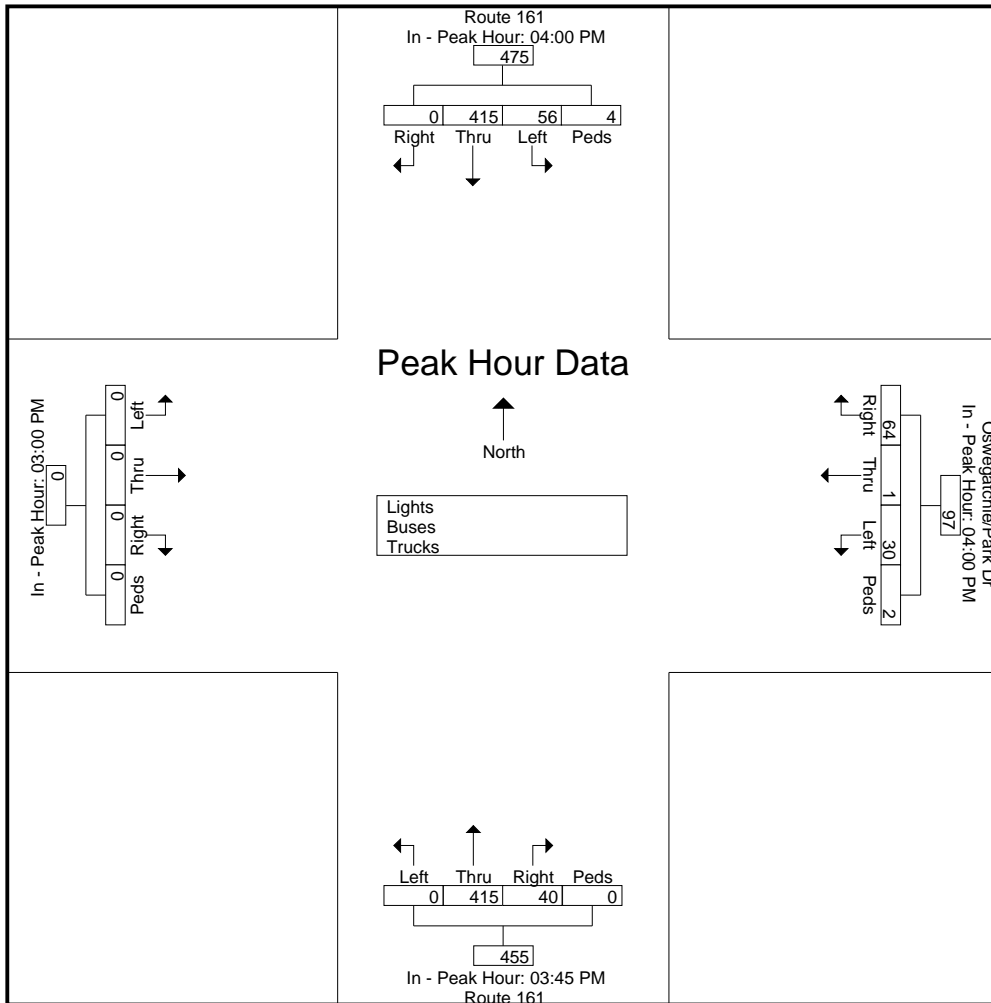 Route 161
In - Peak Hour: 04:00 PM
475
0 415 56 4
Right Thru Left Peds
Peak Hour Data
North
Lights
Buses
Trucks
In - Peak Hour: 03:00 PM
0
0 0 0 0
Left Thru Right Peds
Oswegatchie/Park Dr
In - Peak Hour: 04:00 PM
97
64 1 30 2
Right Thru Left Peds
Left Thru Right Peds
0 415 40 0
455
In - Peak Hour: 03:45 PM
Route 161